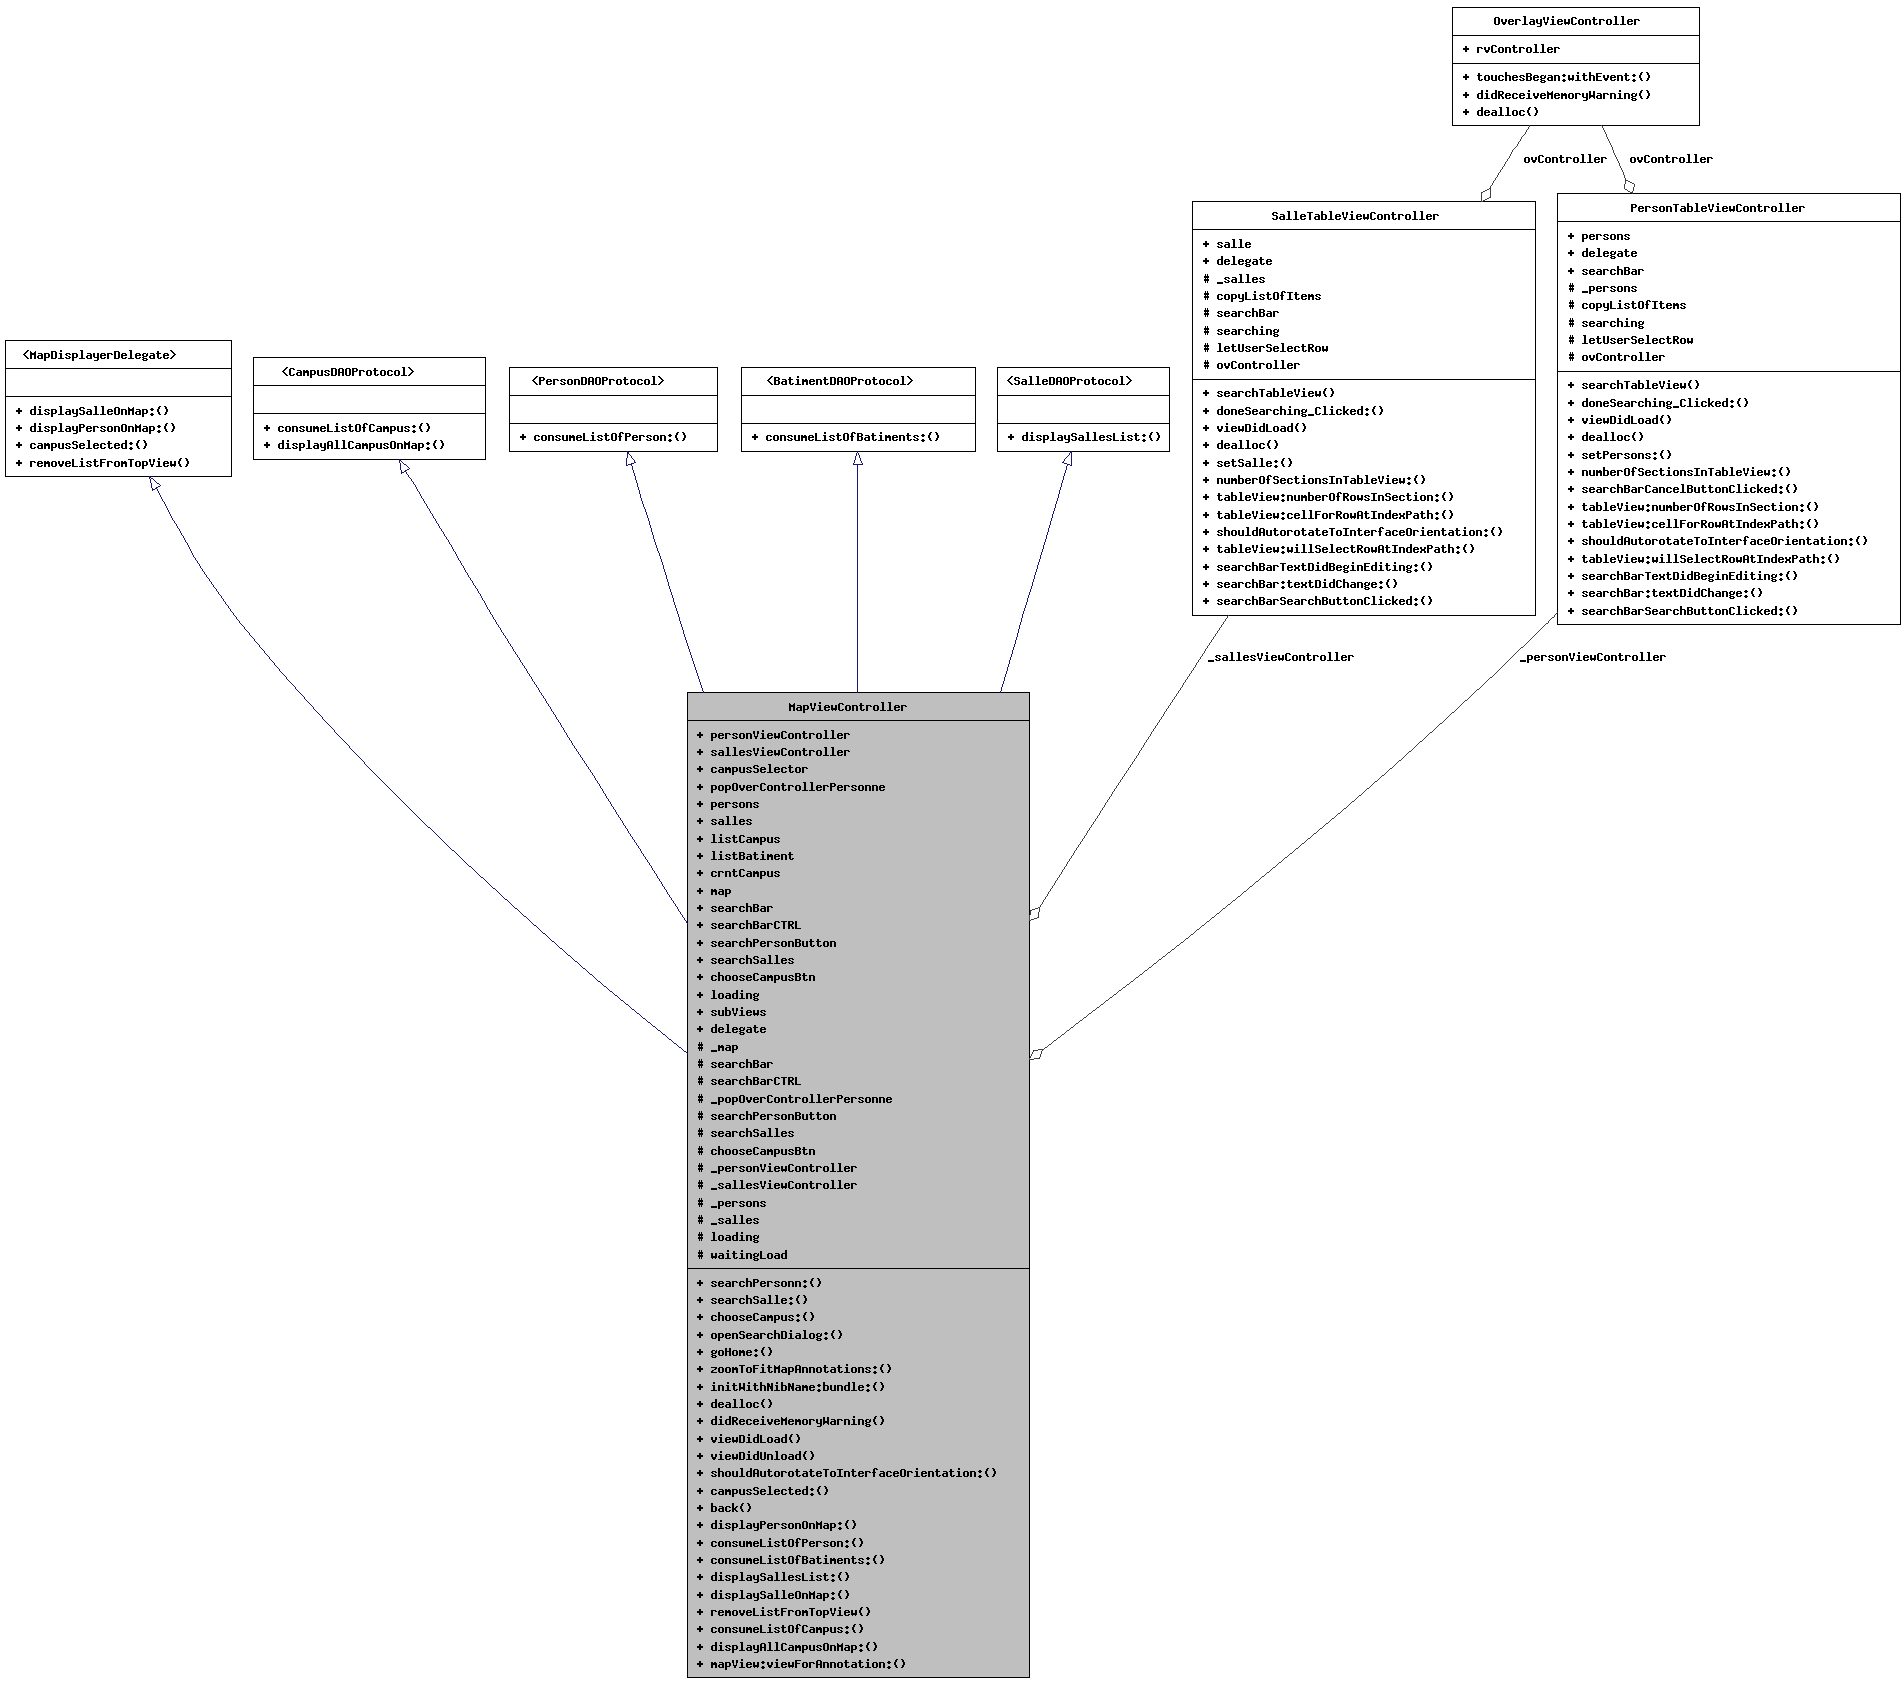 OverlayViewController
+ rvController
+ touchesBegan:withEvent:()
+ didReceiveMemoryWarning()
+ dealloc()
ovController
ovController
SalleTableViewController
+ salle
+ delegate
# _salles
# copyListOfItems
# searchBar
# searching
# letUserSelectRow
# ovController
+ searchTableView()
+ doneSearching_Clicked:()
+ viewDidLoad()
+ dealloc()
+ setSalle:()
+ numberOfSectionsInTableView:()
+ tableView:numberOfRowsInSection:()
+ tableView:cellForRowAtIndexPath:()
+ shouldAutorotateToInterfaceOrientation:()
+ tableView:willSelectRowAtIndexPath:()
+ searchBarTextDidBeginEditing:()
+ searchBar:textDidChange:()
+ searchBarSearchButtonClicked:()
PersonTableViewController
+ persons
+ delegate
+ searchBar
# _persons
# copyListOfItems
# searching
# letUserSelectRow
# ovController
+ searchTableView()
+ doneSearching_Clicked:()
+ viewDidLoad()
+ dealloc()
+ setPersons:()
+ numberOfSectionsInTableView:()
+ searchBarCancelButtonClicked:()
+ tableView:numberOfRowsInSection:()
+ tableView:cellForRowAtIndexPath:()
+ shouldAutorotateToInterfaceOrientation:()
+ tableView:willSelectRowAtIndexPath:()
+ searchBarTextDidBeginEditing:()
+ searchBar:textDidChange:()
+ searchBarSearchButtonClicked:()
<MapDisplayerDelegate>
+ displaySalleOnMap:()
+ displayPersonOnMap:()
+ campusSelected:()
+ removeListFromTopView()
<CampusDAOProtocol>
+ consumeListOfCampus:()
+ displayAllCampusOnMap:()
<PersonDAOProtocol>
+ consumeListOfPerson:()
<BatimentDAOProtocol>
+ consumeListOfBatiments:()
<SalleDAOProtocol>
+ displaySallesList:()
_sallesViewController
_personViewController
MapViewController
+ personViewController
+ sallesViewController
+ campusSelector
+ popOverControllerPersonne
+ persons
+ salles
+ listCampus
+ listBatiment
+ crntCampus
+ map
+ searchBar
+ searchBarCTRL
+ searchPersonButton
+ searchSalles
+ chooseCampusBtn
+ loading
+ subViews
+ delegate
# _map
# searchBar
# searchBarCTRL
# _popOverControllerPersonne
# searchPersonButton
# searchSalles
# chooseCampusBtn
# _personViewController
# _sallesViewController
# _persons
# _salles
# loading
# waitingLoad
+ searchPersonn:()
+ searchSalle:()
+ chooseCampus:()
+ openSearchDialog:()
+ goHome:()
+ zoomToFitMapAnnotations:()
+ initWithNibName:bundle:()
+ dealloc()
+ didReceiveMemoryWarning()
+ viewDidLoad()
+ viewDidUnload()
+ shouldAutorotateToInterfaceOrientation:()
+ campusSelected:()
+ back()
+ displayPersonOnMap:()
+ consumeListOfPerson:()
+ consumeListOfBatiments:()
+ displaySallesList:()
+ displaySalleOnMap:()
+ removeListFromTopView()
+ consumeListOfCampus:()
+ displayAllCampusOnMap:()
+ mapView:viewForAnnotation:()